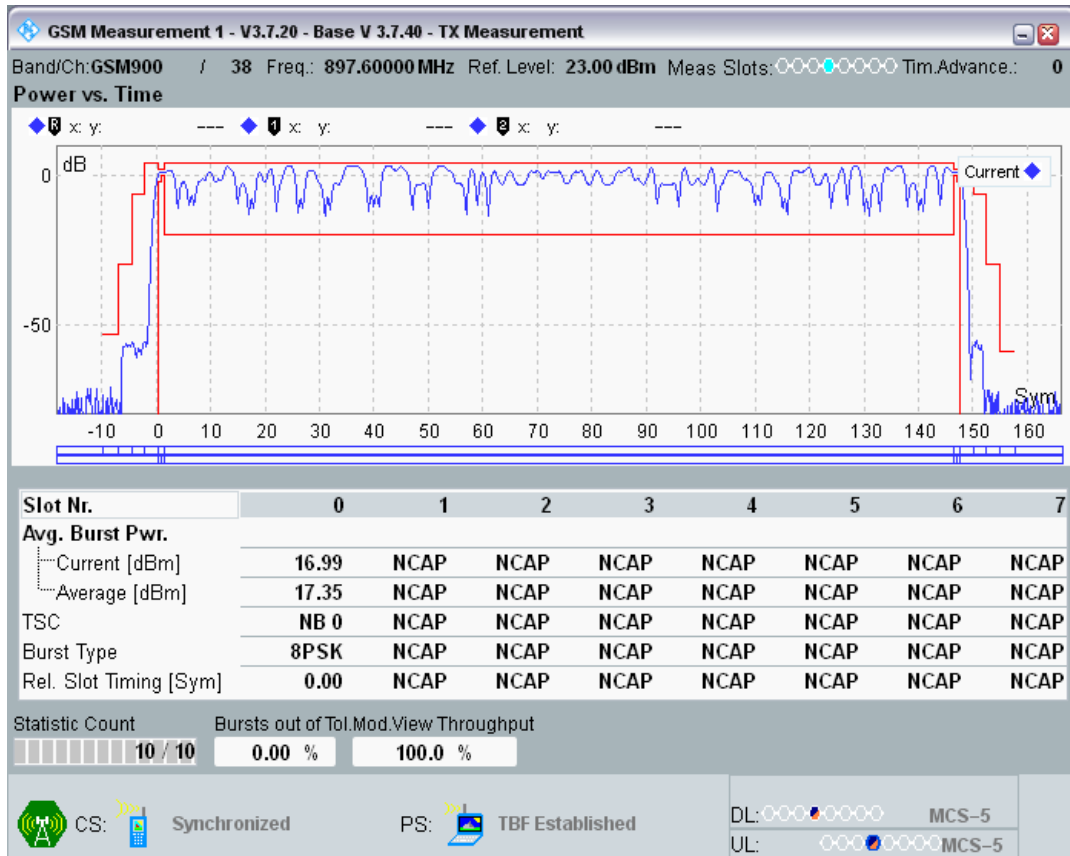 GSM Measurement 1 - V3.7.20 - Base V 3.7.40 - TX Measurement
Band/Ch:GSM900 / 38 Freq.: 897.60000 MHz Ref. Level: 23.00 dBm Meas Slots: Tim.Advance.: 0
Power vs. Time
R x: y: --- 1 x: y: --- 2 x: y: ---
dB
Current
0
-50
Sym
-10 0 10 20 30 40 50 60 70 80 90 100 110 120 130 140 150 160
Slot Nr. 0 1 2 3 4 5 6 7
Avg. Burst Pwr.
Current [dBm] 16.99 NCAP NCAP NCAP NCAP NCAP NCAP NCAP
Average [dBm] 17.35 NCAP NCAP NCAP NCAP NCAP NCAP NCAP
TSC NB 0 NCAP NCAP NCAP NCAP NCAP NCAP NCAP
Burst Type 8PSK NCAP NCAP NCAP NCAP NCAP NCAP NCAP
Rel. Slot Timing [Sym] 0.00 NCAP NCAP NCAP NCAP NCAP NCAP NCAP
Statistic Count Bursts out of Tol. Mod.View Throughput
10 / 10 0.00 % 100.0 %
CS: Synchronized PS: TBF Established DL: MCS-5
UL: MCS-5